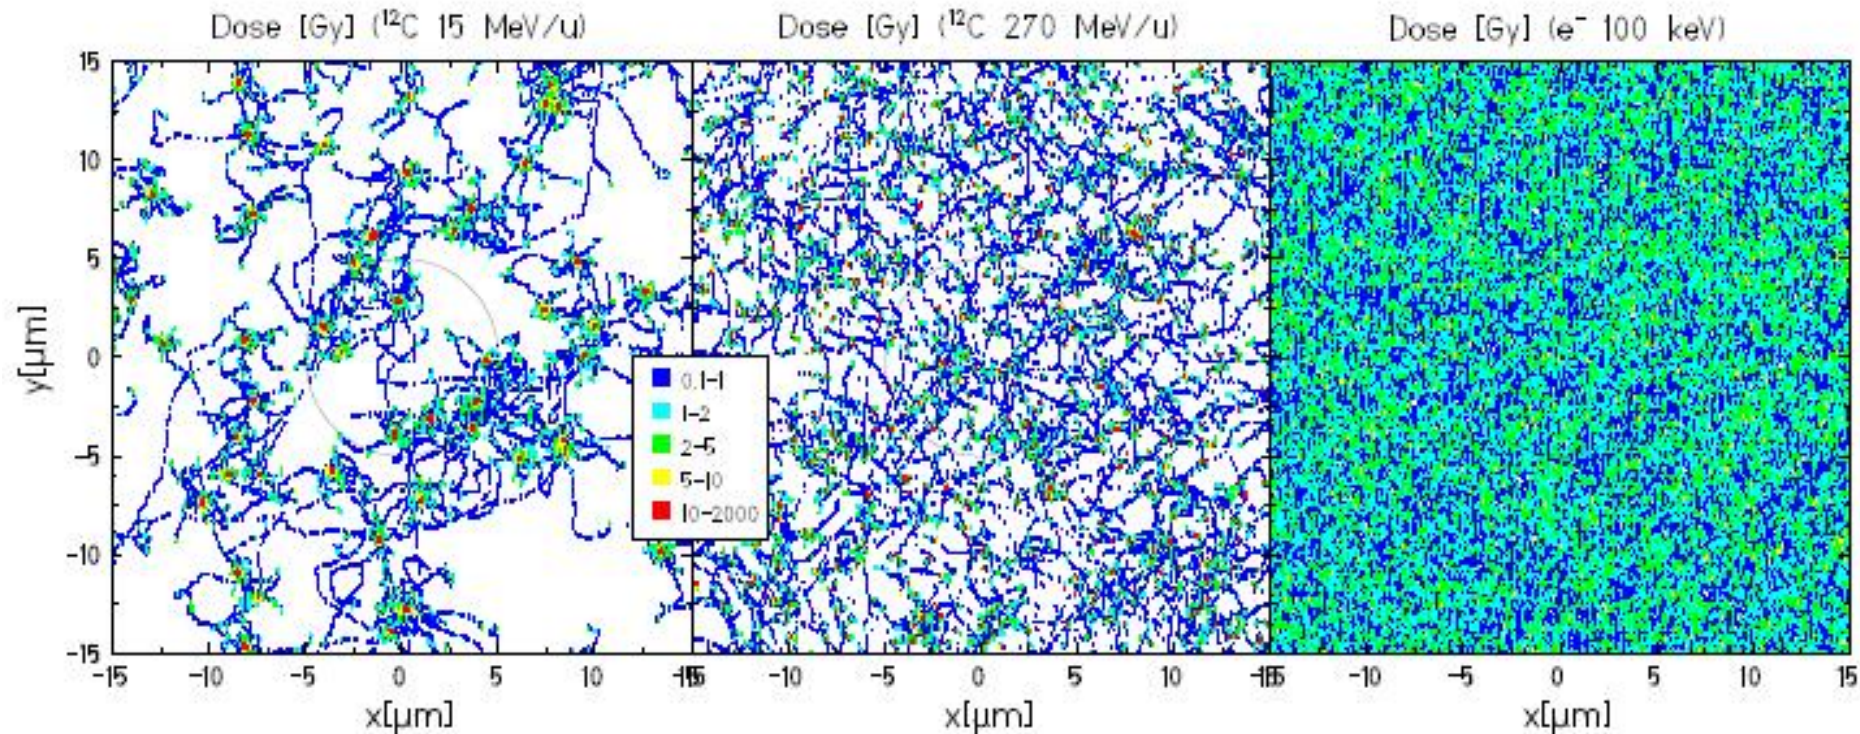 Dose [Gy] (¹²C 15 MeV/u)
Dose [Gy] (¹²C 270 MeV/u)
Dose [Gy] (e⁻ 100 keV)
15
10
5
0
-5
-10
-15
y[μm]
0.1-1
1-2
2-5
5-10
10-2000
-15 -10 -5 0 5 10 -15 -10 -5 0 5 10 -15 -10 -5 0 5 10 15
x[μm] x[μm] x[μm]